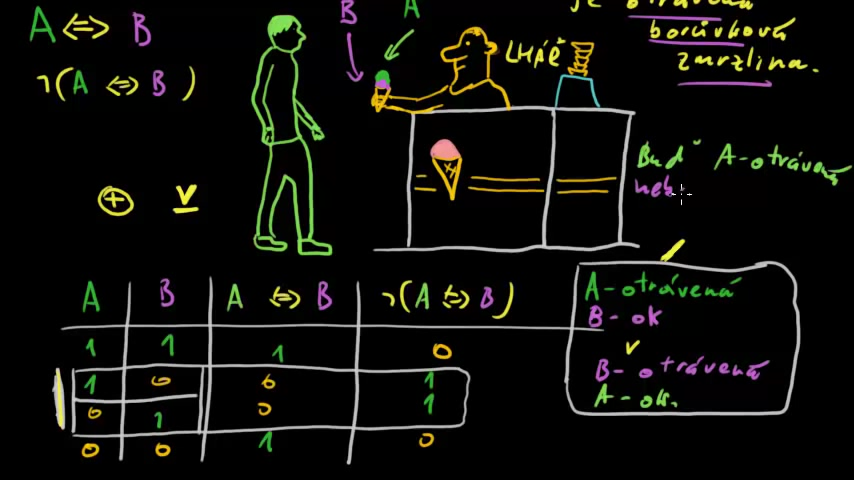 je otrávená
borůvková
zmrzlina.
A <=> B
¬(A <=> B)
B
A
LHÁŘ
Buď A-otrávená
neb
+ v
A-otrávená
B-ok
v
B-otrávená
A-ok.
A B A <=> B ¬(A <=> B)
1 1 1 0
1 0 0 1
0 1 0 1
0 0 1 0